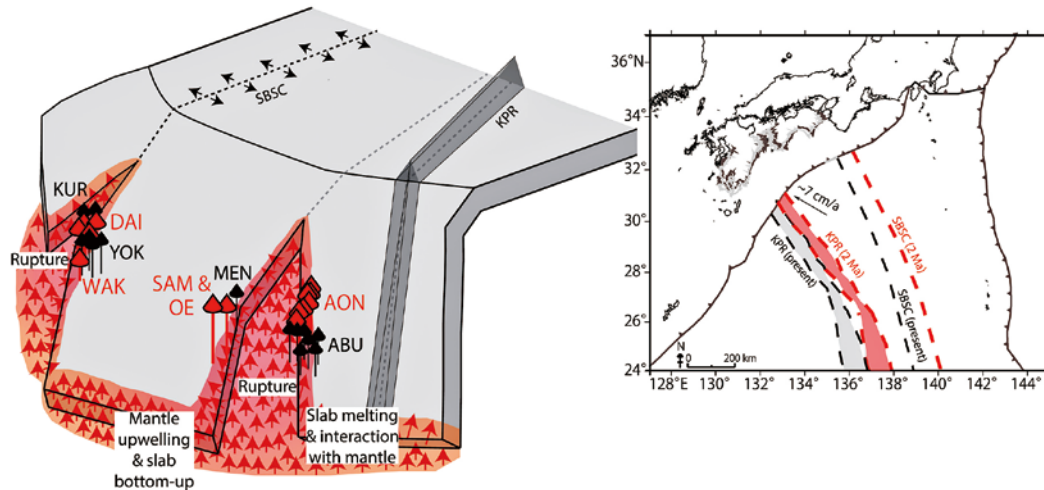 SBSC
KPR
KUR
DAI
YOK
Rupture
WAK
SAM &
OE
MEN
AON
ABU
Rupture
Mantle
upwelling
& slab
bottom-up
Slab melting
& interaction
with mantle
36°N
34°
32°
30°
28°
26°
24°
128°E
132°
134°
136°
140°
142°
144°
~7 cm/a
KPR (2 Ma)
KPR (present)
SBSC (2 Ma)
SBSC (present)
N
0
200 km